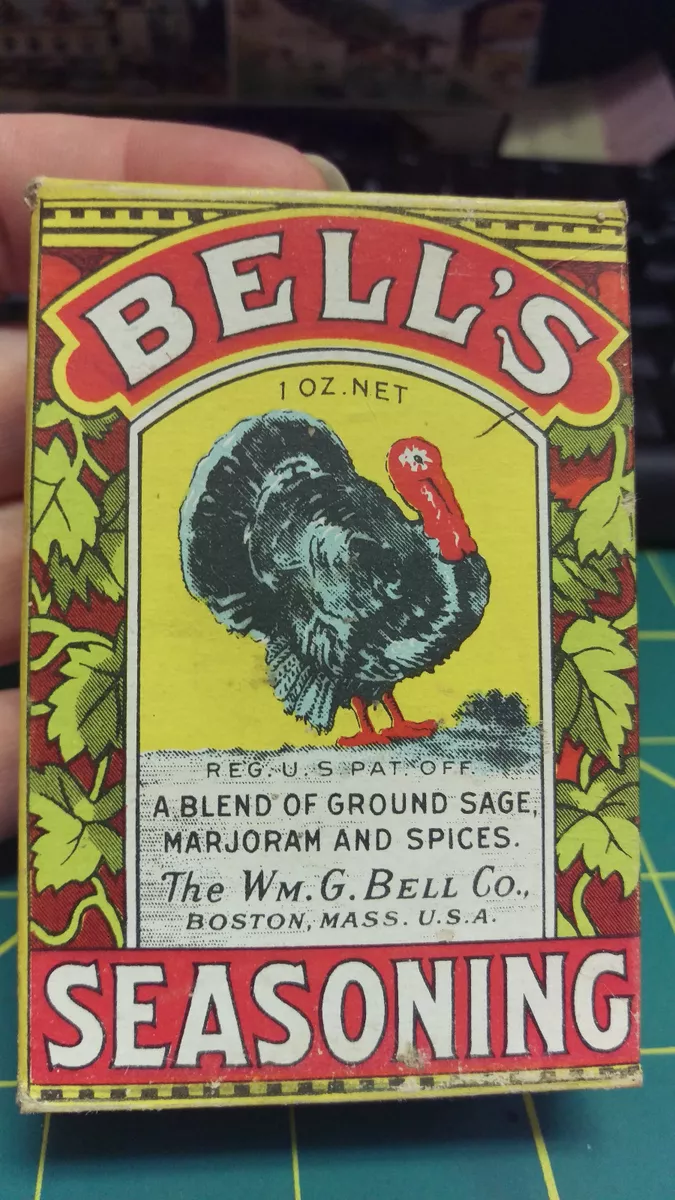 BELL'S
1 OZ. NET
REG. U. S PAT. OFF.
A BLEND OF GROUND SAGE,
MARJORAM AND SPICES.
The WM. G. BELL CO.,
BOSTON, MASS. U.S.A.
SEASONING